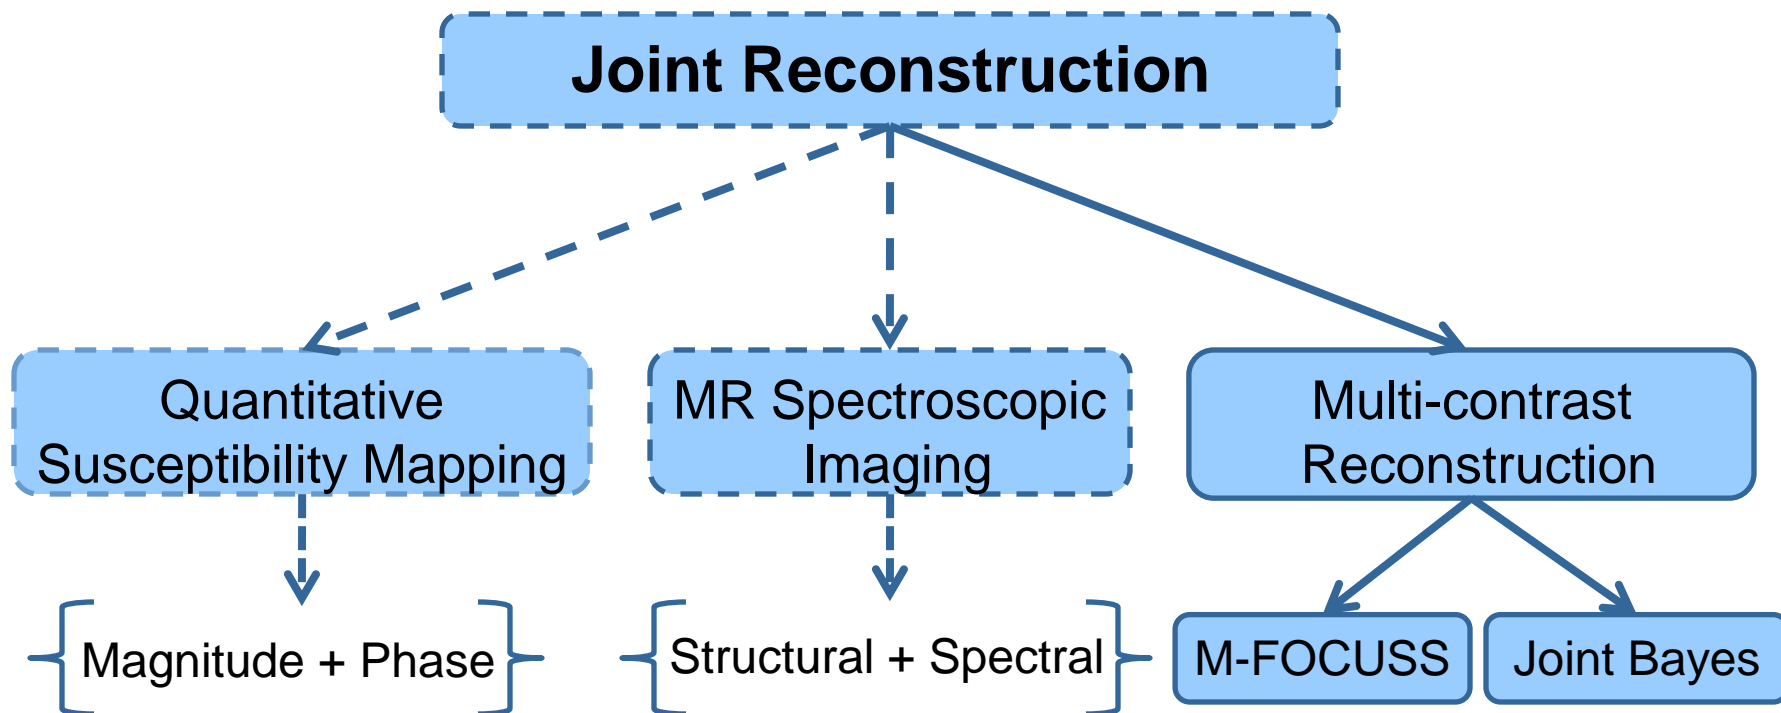 Joint Reconstruction
Quantitative
Susceptibility Mapping
MR Spectroscopic
Imaging
Multi-contrast
Reconstruction
Magnitude + Phase
Structural + Spectral
M-FOCUSS
Joint Bayes